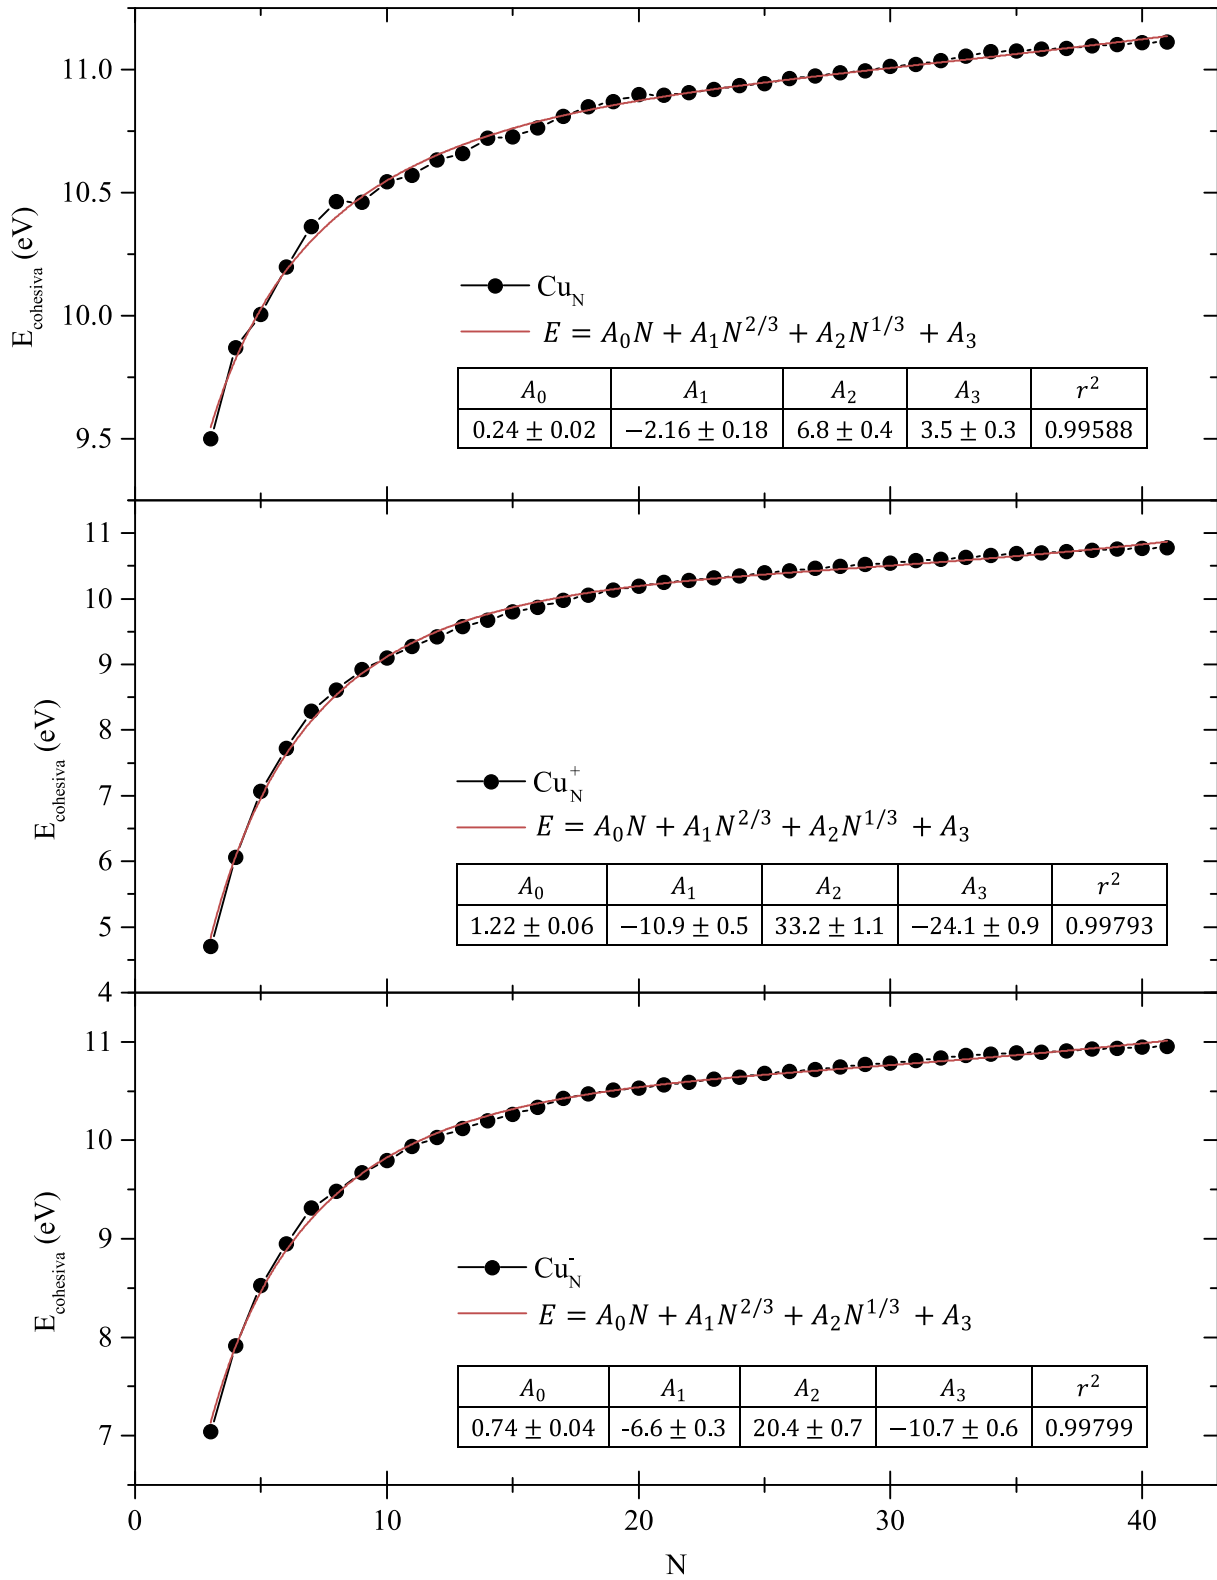 11.0
10.5
10.0
9.5
E_cohesiva (eV)
Cu_N
E = A_0N + A_1N^{2/3} + A_2N^{1/3} + A_3
A_0 A_1 A_2 A_3 r^2
0.24 ± 0.02 −2.16 ± 0.18 6.8 ± 0.4 3.5 ± 0.3 0.99588
11
10
9
8
7
6
5
4
E_cohesiva (eV)
Cu_N^+
E = A_0N + A_1N^{2/3} + A_2N^{1/3} + A_3
A_0 A_1 A_2 A_3 r^2
1.22 ± 0.06 −10.9 ± 0.5 33.2 ± 1.1 −24.1 ± 0.9 0.99793
11
10
9
8
7
E_cohesiva (eV)
Cu_N^-
E = A_0N + A_1N^{2/3} + A_2N^{1/3} + A_3
A_0 A_1 A_2 A_3 r^2
0.74 ± 0.04 -6.6 ± 0.3 20.4 ± 0.7 −10.7 ± 0.6 0.99799
0 10 20 30 40
N